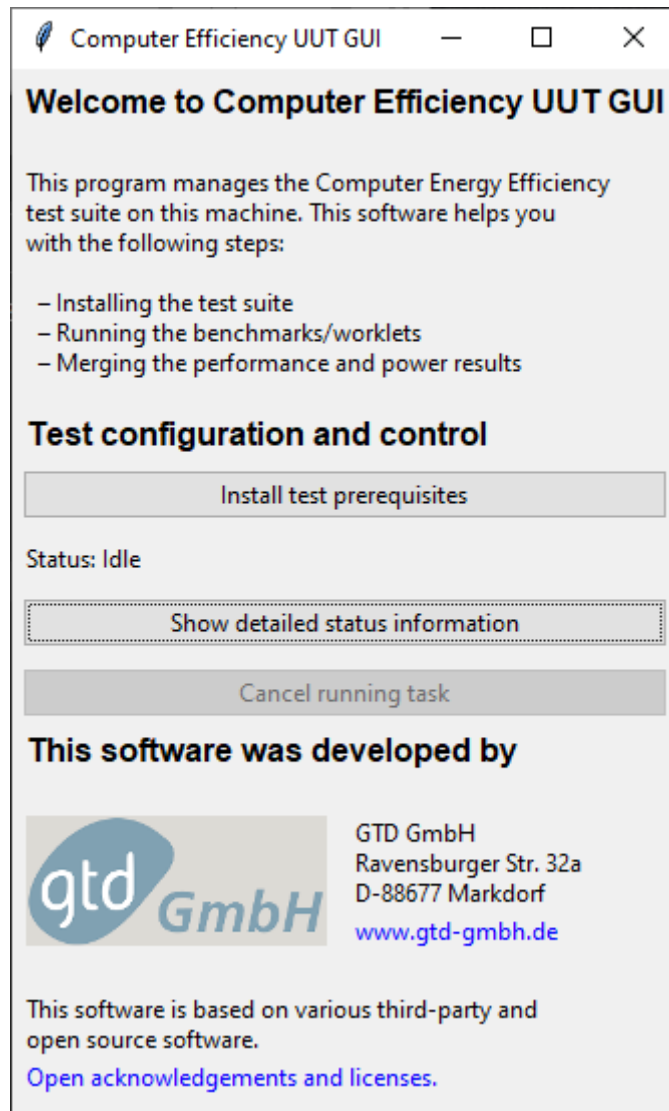 Computer Efficiency UUT GUI
Welcome to Computer Efficiency UUT GUI
This program manages the Computer Energy Efficiency
test suite on this machine. This software helps you
with the following steps:
– Installing the test suite
– Running the benchmarks/worklets
– Merging the performance and power results
Test configuration and control
Install test prerequisites
Status: Idle
Show detailed status information
Cancel running task
This software was developed by
gtd GmbH
GTD GmbH
Ravensburger Str. 32a
D-88677 Markdorf
www.gtd-gmbh.de
This software is based on various third-party and
open source software.
Open acknowledgements and licenses.